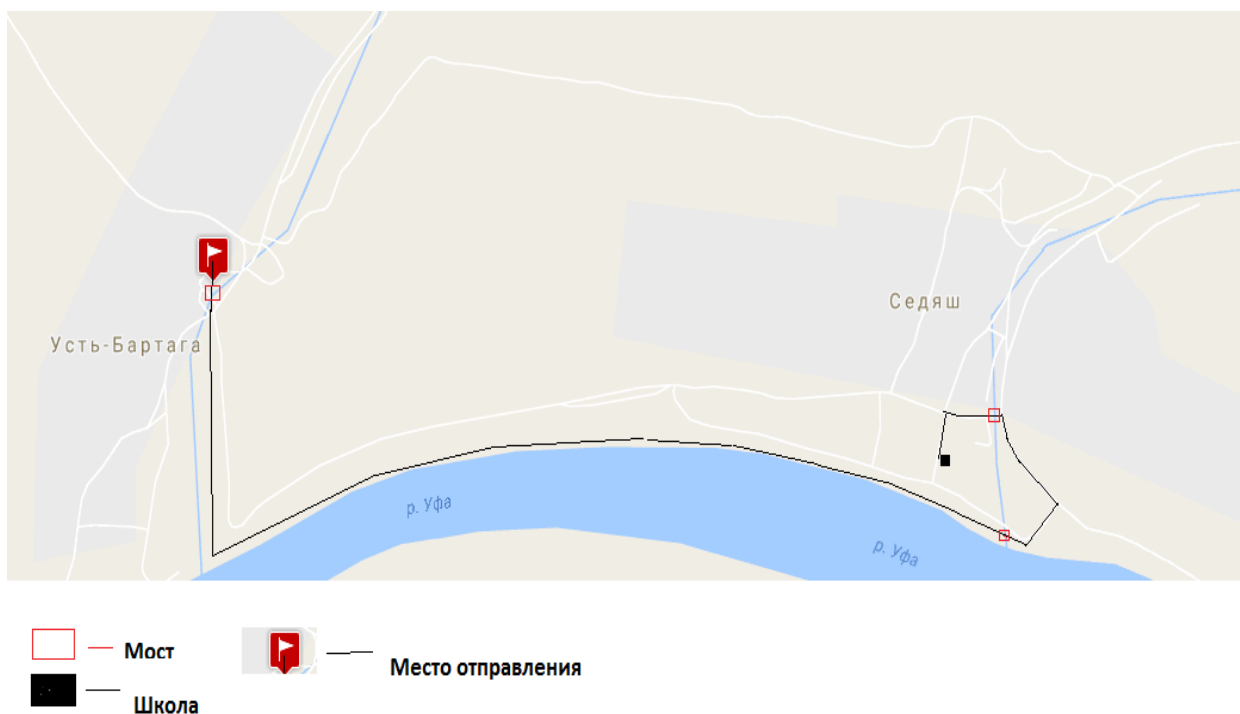 Седяш
Усть-Бартага
р. Уфа
р. Уфа
Мост
Место отправления
Школа